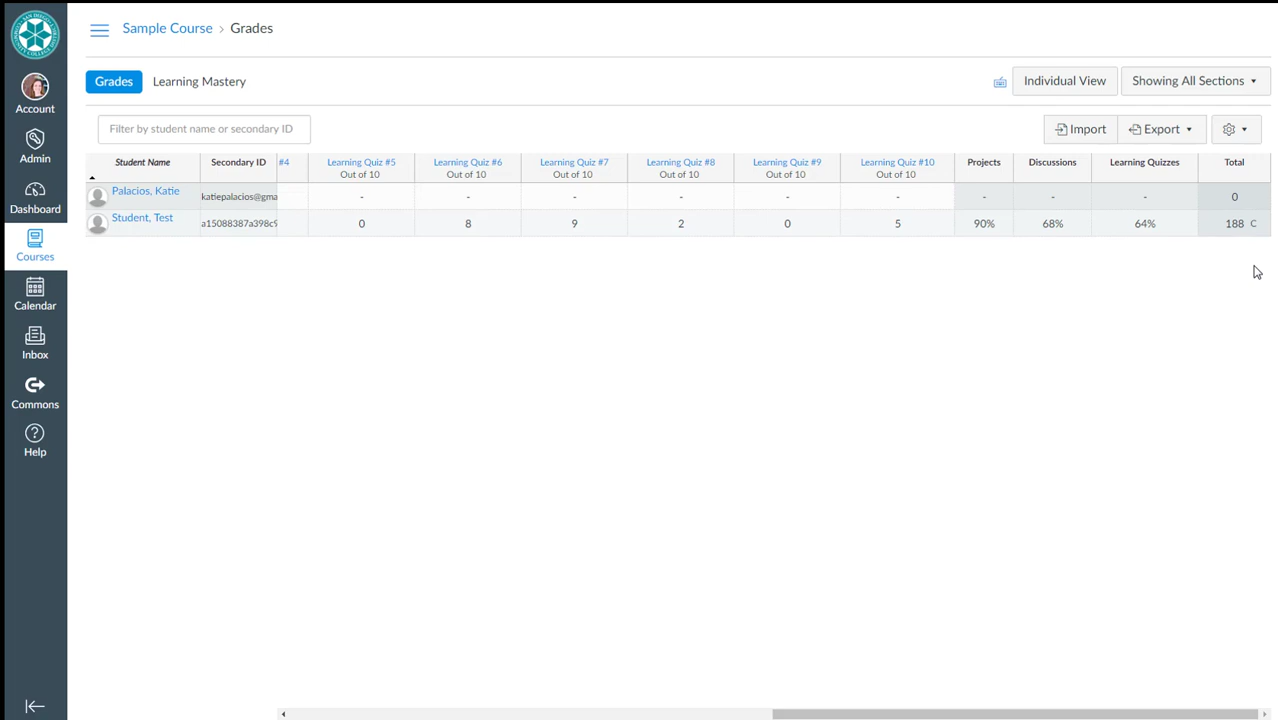 Sample Course › Grades
Account
Admin
Dashboard
Courses
Calendar
Inbox
Commons
Help
Grades Learning Mastery Individual View Showing All Sections
Filter by student name or secondary ID Import Export
Student Name Secondary ID #4 Learning Quiz #5 Learning Quiz #6 Learning Quiz #7 Learning Quiz #8 Learning Quiz #9 Learning Quiz #10 Projects Discussions Learning Quizzes Total
Out of 10 Out of 10 Out of 10 Out of 10 Out of 10 Out of 10
Palacios, Katie katiepalacios@gma - - - - - - - - - 0
Student, Test a15088387a398c9 0 8 9 2 0 5 90% 68% 64% 188 C